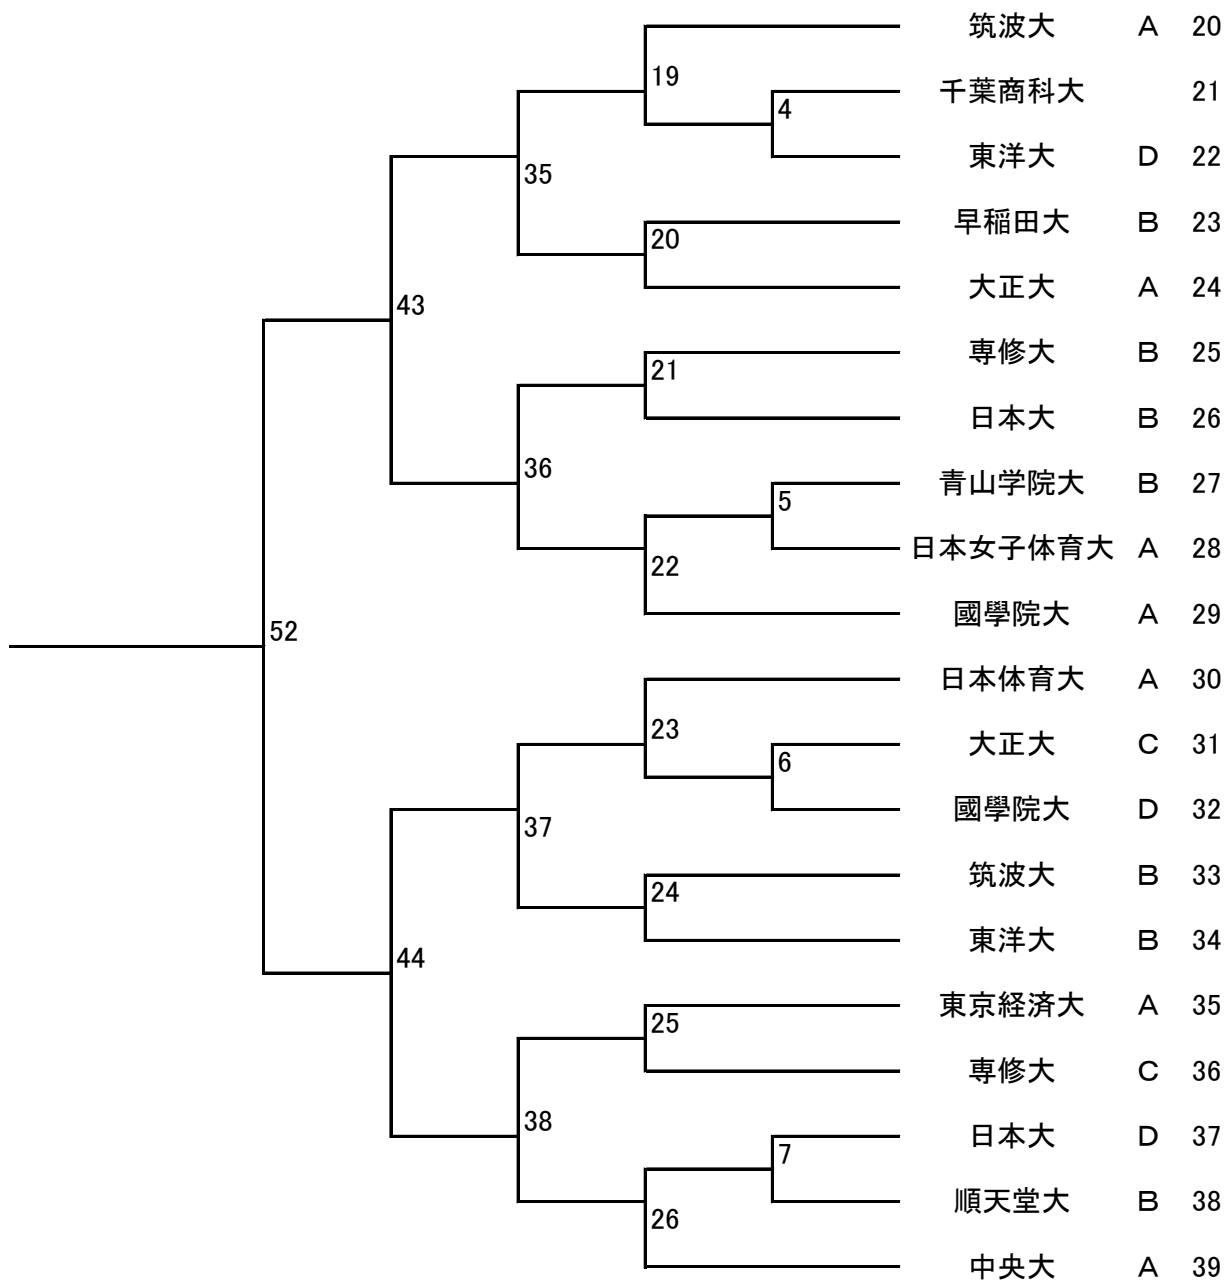 筑波大 A 20
19
千葉商科大 21
4
東洋大 D 22
35
早稲田大 B 23
20
大正大 A 24
43
専修大 B 25
21
日本大 B 26
36
青山学院大 B 27
5
日本女子体育大 A 28
22
國學院大 A 29
52
日本体育大 A 30
23
大正大 C 31
6
國學院大 D 32
37
筑波大 B 33
24
東洋大 B 34
44
東京経済大 A 35
25
専修大 C 36
38
日本大 D 37
7
順天堂大 B 38
26
中央大 A 39